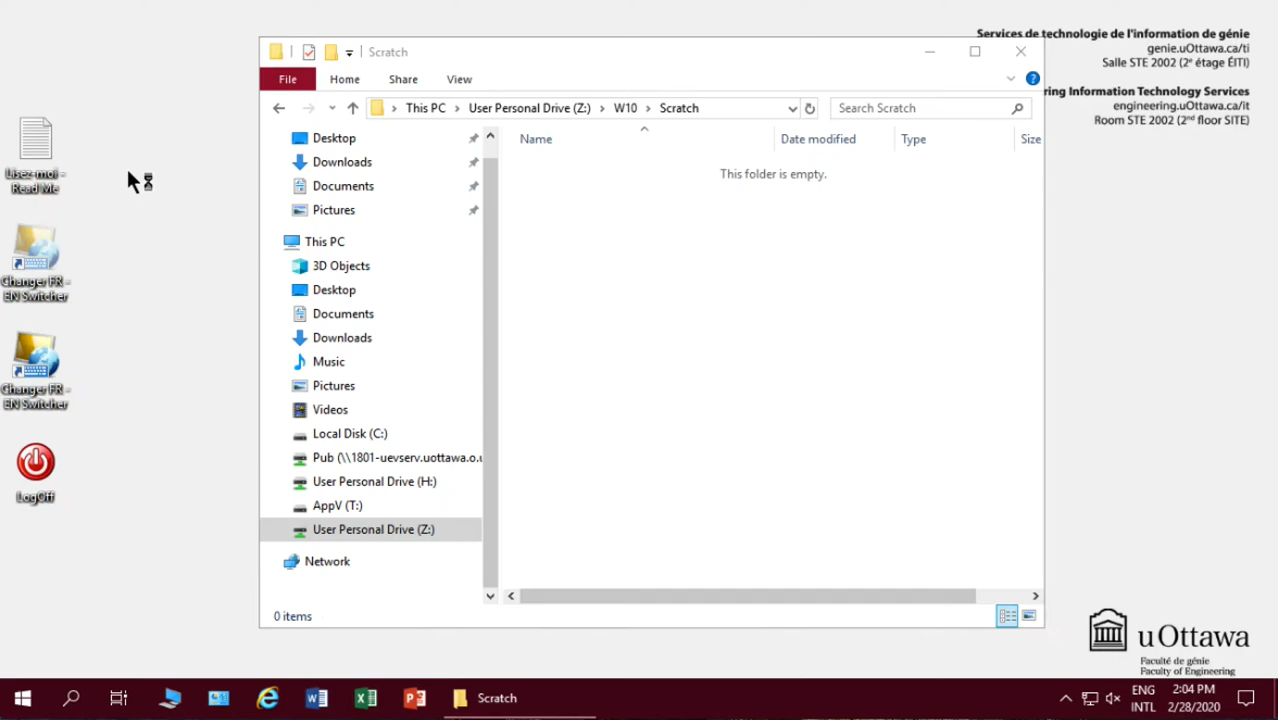 Services de technologie de l'information de génie
genie.uOttawa.ca/ti
Salle STE 2002 (2e étage ÉITI)
Engineering Information Technology Services
engineering.uOttawa.ca/it
Room STE 2002 (2nd floor SITE)
Lisez-moi -
Read Me
Changer FR -
EN Switcher
Changer FR -
EN Switcher
LogOff
Scratch
File
Home
Share
View
This PC
User Personal Drive (Z:)
W10
Scratch
Search Scratch
Desktop
Downloads
Documents
Pictures
This PC
3D Objects
Desktop
Documents
Downloads
Music
Pictures
Videos
Local Disk (C:)
Pub (\\1801-uevserv.uottawa.o.u
User Personal Drive (H:)
AppV (T:)
User Personal Drive (Z:)
Network
Name
Date modified
Type
Size
This folder is empty.
0 items
uOttawa
Faculté de génie
Faculty of Engineering
Scratch
ENG
INTL
2:04 PM
2/28/2020